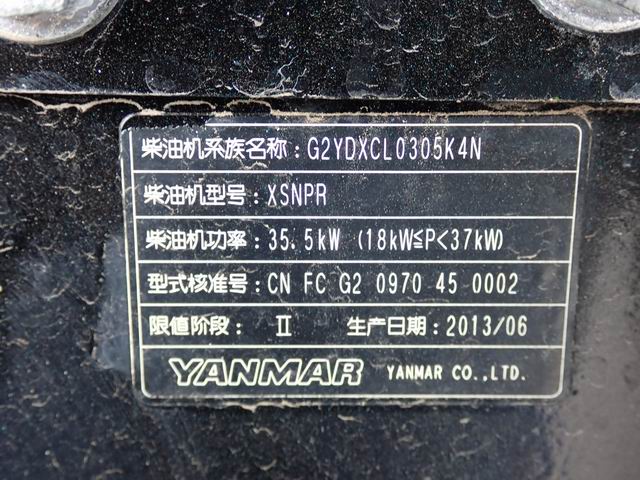 柴油机系族名称：G2YDXCL0305K4N
柴油机型号：XSNPR
柴油机功率：35.5kW (18kW≦P<37kW)
型式核准号：CN FC G2 0970 45 0002
限值阶段： Ⅱ 生产日期：2013/06
YANMAR YANMAR CO.,LTD.